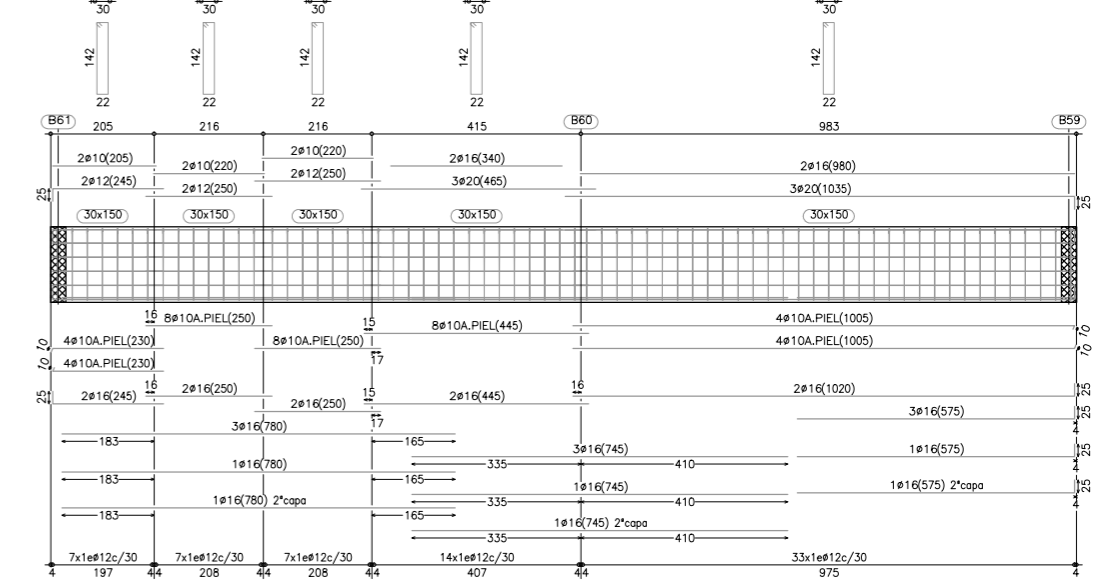 30 30 30 30 30
142 142 142 142 142
22 22 22 22 22
B61 B60 B59
205 216 216 415 983
2ø10(205) 2ø10(220) 2ø10(220) 2ø16(340) 2ø16(980)
25 2ø12(245) 2ø12(250) 2ø12(250) 3ø20(465) 3ø20(1035) 25
30x150 30x150 30x150 30x150 30x150
16 8ø10A.PIEL(250) 15 8ø10A.PIEL(445) 4ø10A.PIEL(1005) 10
10 4ø10A.PIEL(230) 8ø10A.PIEL(250) 17 4ø10A.PIEL(1005) 10
10 4ø10A.PIEL(230)
25 2ø16(245) 16 2ø16(250) 15 2ø16(445) 16 2ø16(1020) 25
2ø16(250) 17 3ø16(575) 25
4
3ø16(780)
183 165
3ø16(745) 1ø16(575) 25
335 410 4
1ø16(780)
183 165
1ø16(745) 1ø16(575) 2ªcapa 25
335 410 4
1ø16(780) 2ªcapa
183 165
1ø16(745) 2ªcapa
335 410
7x1eø12c/30 7x1eø12c/30 7x1eø12c/30 14x1eø12c/30 33x1eø12c/30
4 197 4 4 208 4 4 208 4 4 407 4 4 975 4